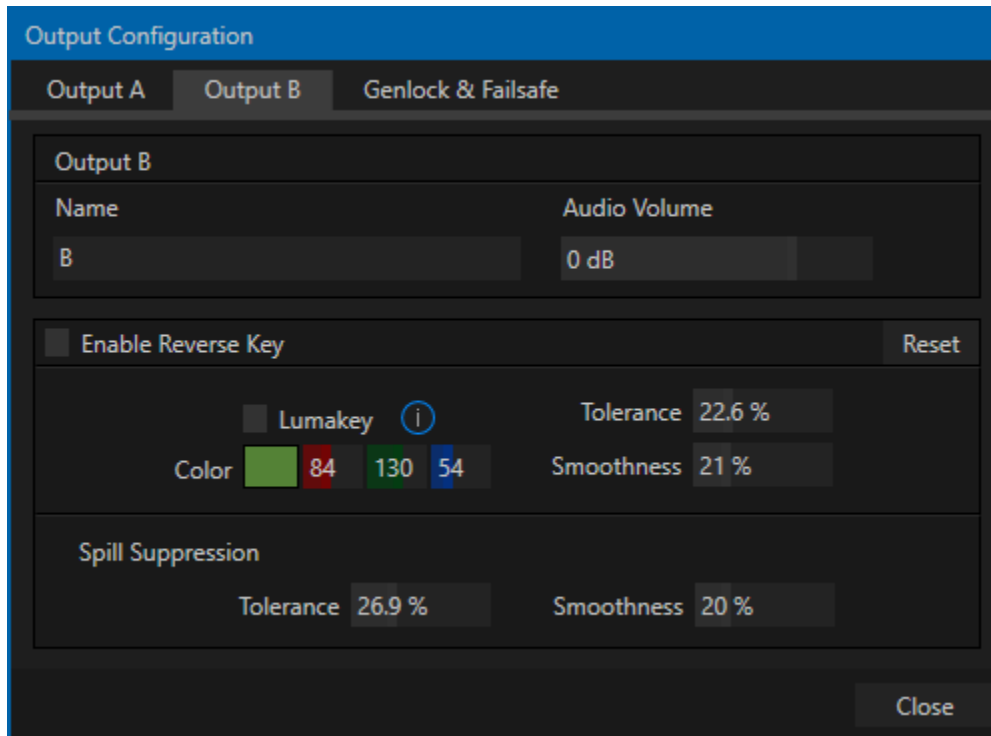 Output Configuration
Output A Output B Genlock & Failsafe
Output B
Name Audio Volume
B 0 dB
Enable Reverse Key Reset
Lumakey i Tolerance 22.6 %
Color 84 130 54 Smoothness 21 %
Spill Suppression
Tolerance 26.9 % Smoothness 20 %
Close